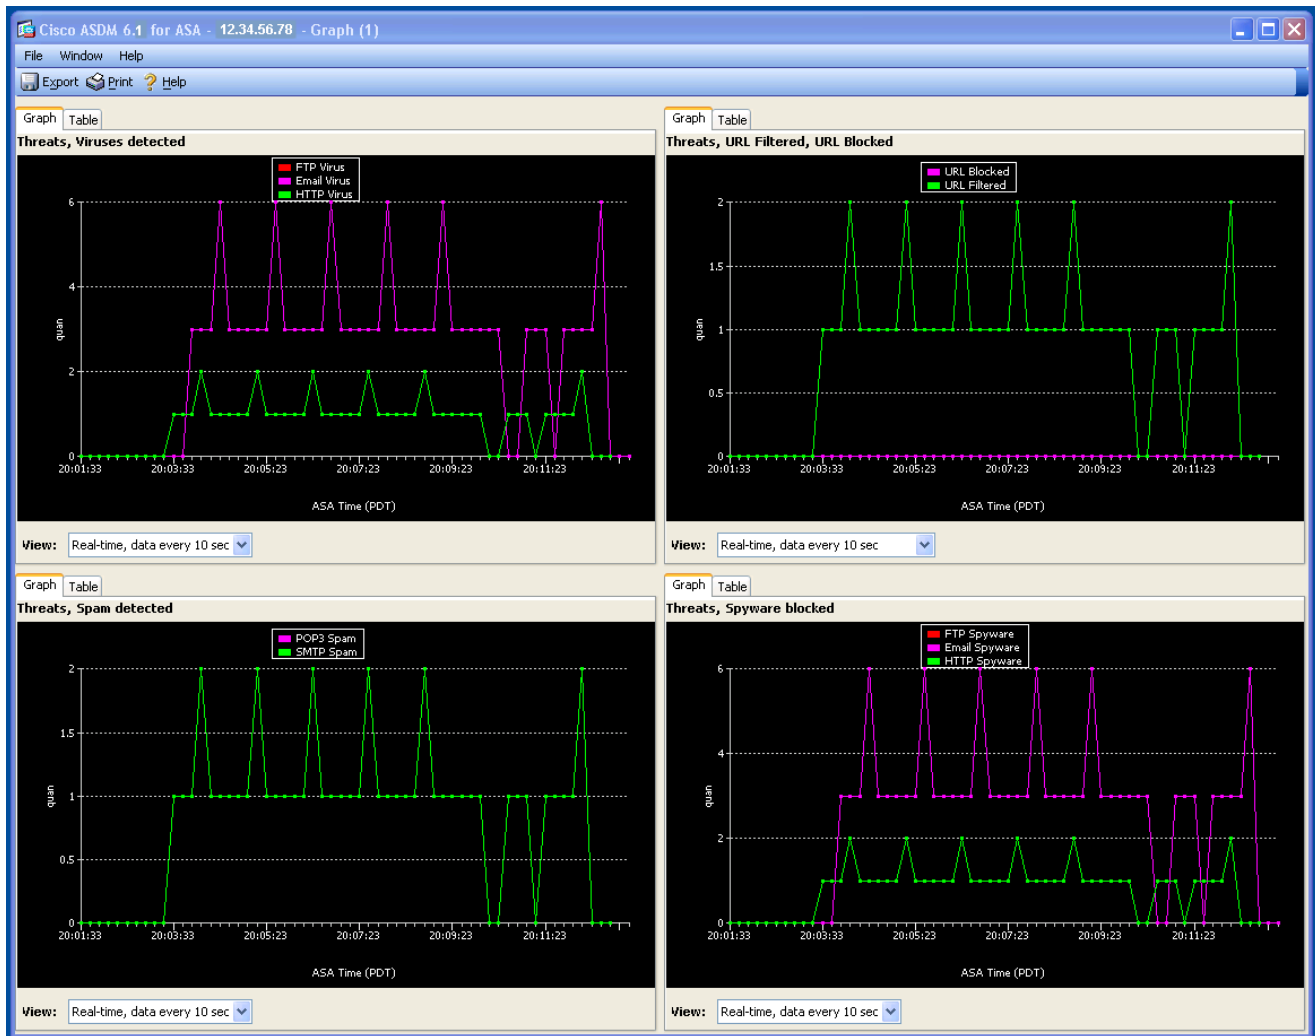 Cisco ASDM 6.1 for ASA - 12.34.56.78 - Graph (1)
File Window Help
Export Print Help
Graph Table
Threats, Viruses detected
FTP Virus
Email Virus
HTTP Virus
6
4
2
0
quan
20:01:33 20:03:33 20:05:23 20:07:23 20:09:23 20:11:23
ASA Time (PDT)
View: Real-time, data every 10 sec
Graph Table
Threats, URL Filtered, URL Blocked
URL Blocked
URL Filtered
2
1.5
1
0.5
0
quan
20:01:33 20:03:33 20:05:23 20:07:23 20:09:23 20:11:23
ASA Time (PDT)
View: Real-time, data every 10 sec
Graph Table
Threats, Spam detected
POP3 Spam
SMTP Spam
2
1.5
1
0.5
0
quan
20:01:33 20:03:33 20:05:23 20:07:23 20:09:23 20:11:23
ASA Time (PDT)
View: Real-time, data every 10 sec
Graph Table
Threats, Spyware blocked
FTP Spyware
Email Spyware
HTTP Spyware
6
4
2
0
quan
20:01:33 20:03:33 20:05:23 20:07:23 20:09:23 20:11:23
ASA Time (PDT)
View: Real-time, data every 10 sec